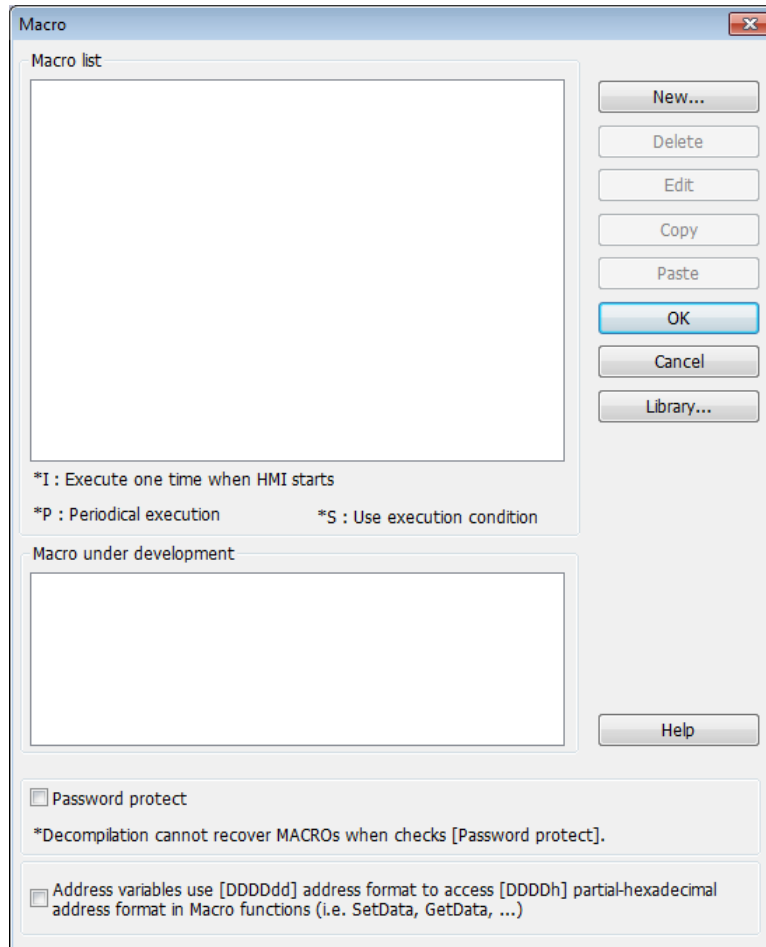 Macro
Macro list
New...
Delete
Edit
Copy
Paste
OK
Cancel
Library...
*I : Execute one time when HMI starts
*P : Periodical execution
*S : Use execution condition
Macro under development
Help
Password protect
*Decompilation cannot recover MACROs when checks [Password protect].
Address variables use [DDDDdd] address format to access [DDDDh] partial-hexadecimal
address format in Macro functions (i.e. SetData, GetData, ...)